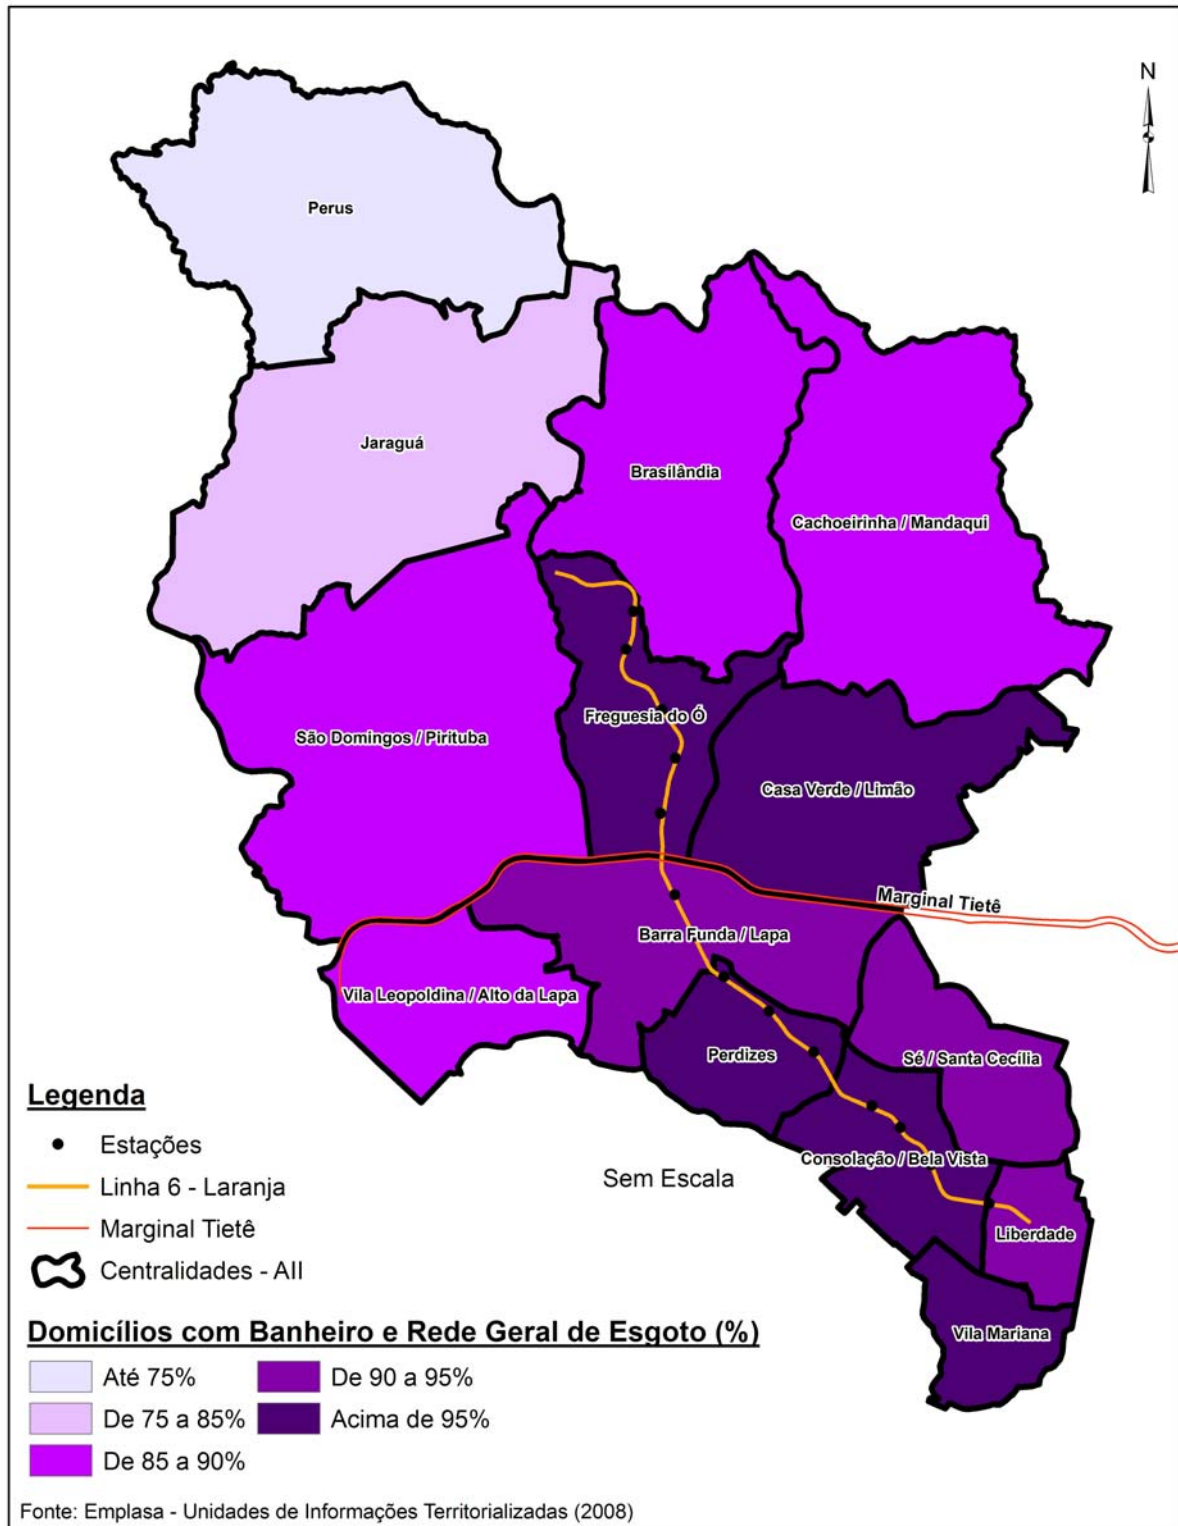 N
Perus
Jaraguá
Brasilândia
Cachoeirinha / Mandaqui
São Domingos / Pirituba
Freguesia do Ó
Casa Verde / Limão
Marginal Tietê
Barra Funda / Lapa
Vila Leopoldina / Alto da Lapa
Perdizes
Sé / Santa Cecília
Consolação / Bela Vista
Liberdade
Vila Mariana
Sem Escala
Legenda
Estações
Linha 6 - Laranja
Marginal Tietê
Centralidades - AII
Domicílios com Banheiro e Rede Geral de Esgoto (%)
Até 75%
De 75 a 85%
De 85 a 90%
De 90 a 95%
Acima de 95%
Fonte: Emplasa - Unidades de Informações Territorializadas (2008)